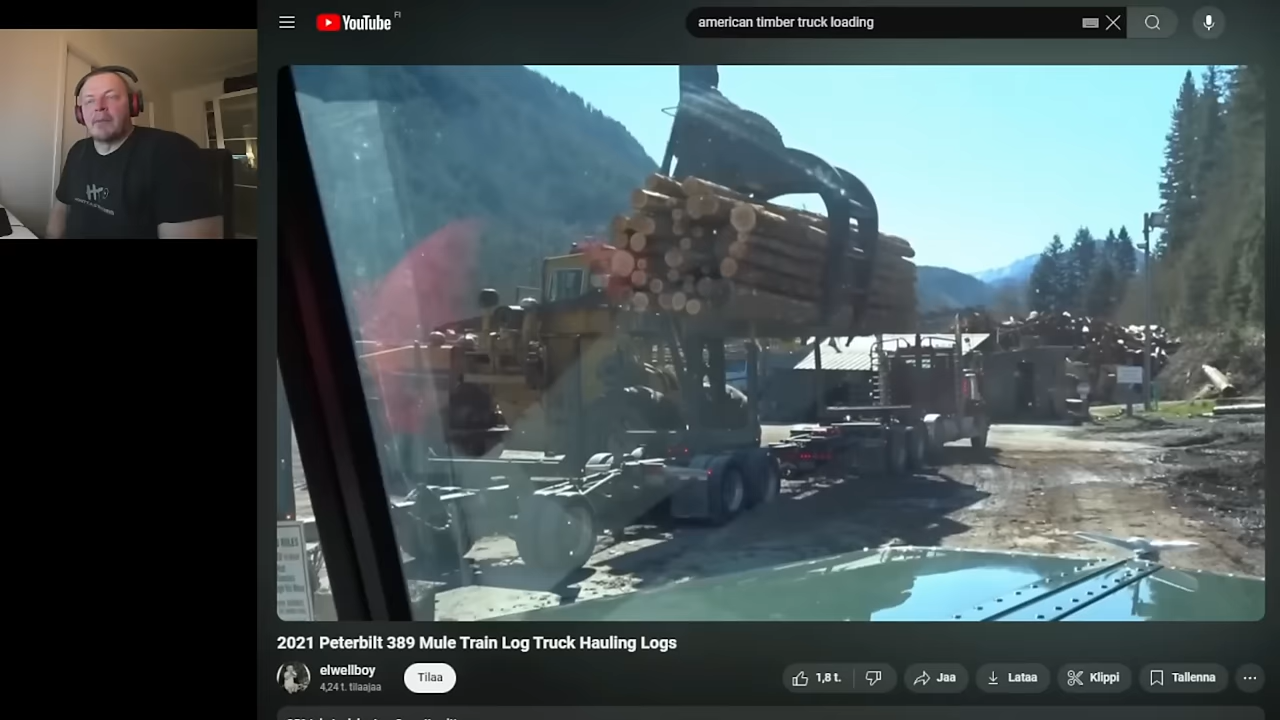 YouTube FI
american timber truck loading
2021 Peterbilt 389 Mule Train Log Truck Hauling Logs
elwellboy
4,24 t. tilaajaa
Tilaa
1,8 t.
Jaa
Lataa
Klippi
Tallenna